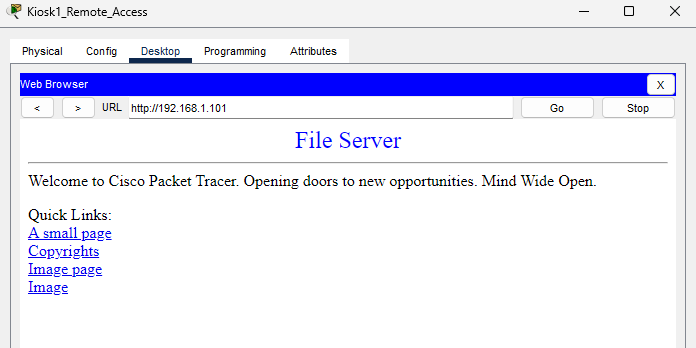 Kiosk1_Remote_Access
Physical Config Desktop Programming Attributes
Web Browser X
< > URL http://192.168.1.101 Go Stop
File Server
Welcome to Cisco Packet Tracer. Opening doors to new opportunities. Mind Wide Open.
Quick Links:
A small page
Copyrights
Image page
Image